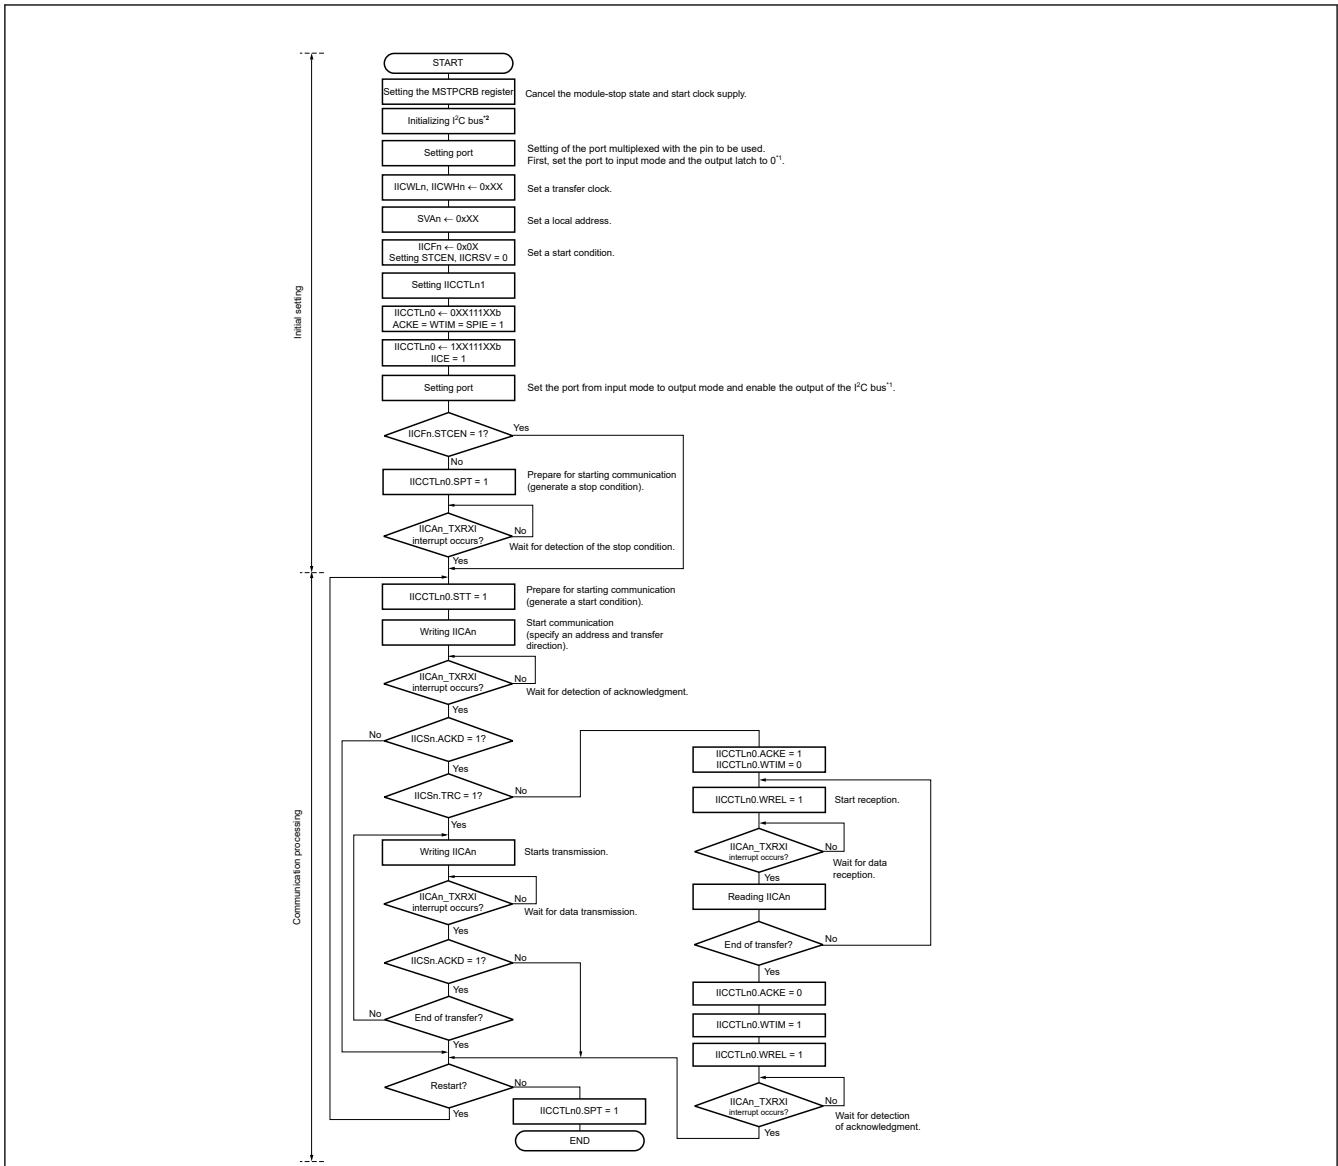 START
Setting the MSTPCRB register
Cancel the module-stop state and start clock supply.
Initializing I²C bus*2
Setting port
Setting of the port multiplexed with the pin to be used.
First, set the port to input mode and the output latch to 0*1.
IICWLn, IICWHn ← 0xXX
Set a transfer clock.
SVAn ← 0xXX
Set a local address.
IICFn ← 0x0X
Setting STCEN, IICRSV = 0
Set a start condition.
Setting IICCTLn1
IICCTLn0 ← 0XX111XXb
ACKE = WTIM = SPIE = 1
IICCTLn0 ← 1XX111XXb
IICE = 1
Setting port
Set the port from input mode to output mode and enable the output of the I²C bus*1.
Initial setting
IICFn.STCEN = 1?
Yes
No
IICCTLn0.SPT = 1
Prepare for starting communication
(generate a stop condition).
IICAn_TXRXI
interrupt occurs?
No
Wait for detection of the stop condition.
Yes
IICCTLn0.STT = 1
Prepare for starting communication
(generate a start condition).
Writing IICAn
Start communication
(specify an address and transfer
direction).
IICAn_TXRXI
interrupt occurs?
No
Wait for detection of acknowledgment.
Yes
IICSn.ACKD = 1?
No
Yes
IICSn.TRC = 1?
No
Yes
Writing IICAn
Starts transmission.
IICAn_TXRXI
interrupt occurs?
No
Wait for data transmission.
Yes
IICSn.ACKD = 1?
No
Yes
End of transfer?
No
Yes
Restart?
No
Yes
IICCTLn0.SPT = 1
END
Communication processing
IICCTLn0.ACKE = 1
IICCTLn0.WTIM = 0
IICCTLn0.WREL = 1
Start reception.
IICAn_TXRXI
interrupt occurs?
No
Wait for data
reception.
Yes
Reading IICAn
End of transfer?
No
Yes
IICCTLn0.ACKE = 0
IICCTLn0.WTIM = 1
IICCTLn0.WREL = 1
IICAn_TXRXI
interrupt occurs?
No
Wait for detection
of acknowledgment.
Yes